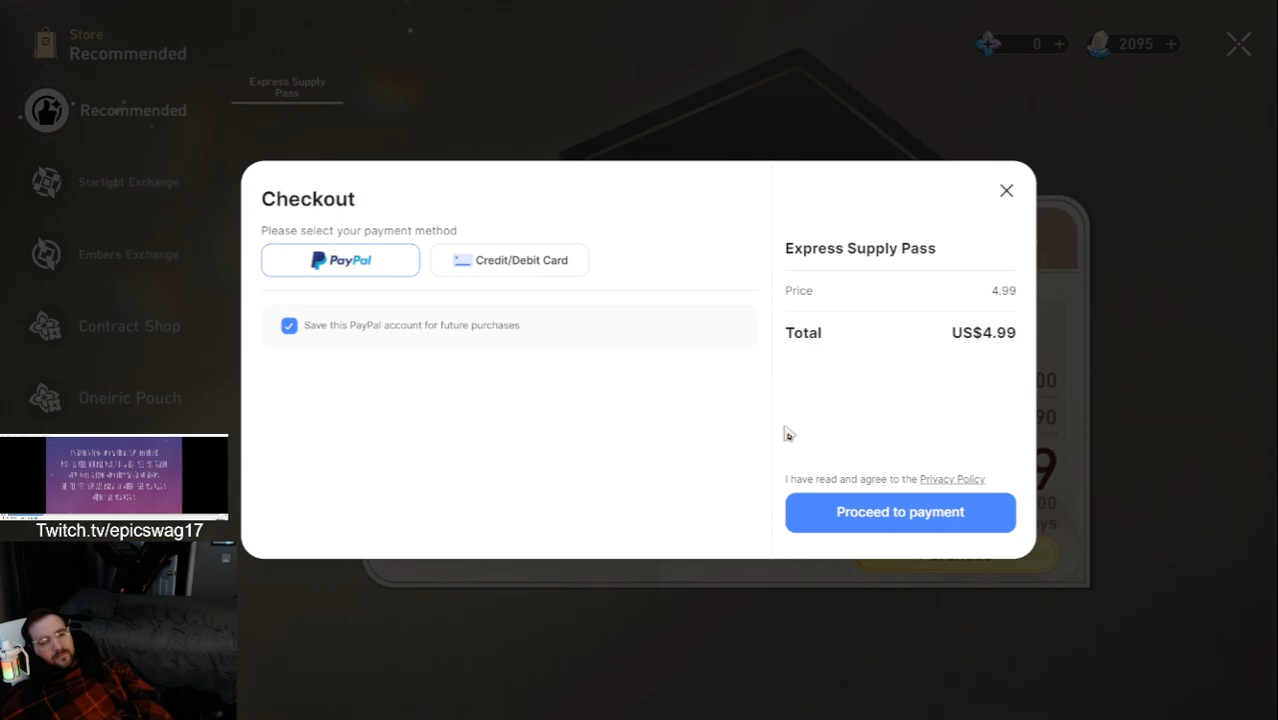 Store
Recommended
0
2095
Express Supply
Pass
Recommended
Starlight Exchange
Embers Exchange
Contract Shop
Oneiric Pouch
Checkout
Please select your payment method
PayPal
Credit/Debit Card
Save this PayPal account for future purchases
Express Supply Pass
Price 4.99
Total US$4.99
I have read and agree to the Privacy Policy
Proceed to payment
Twitch.tv/epicswag17